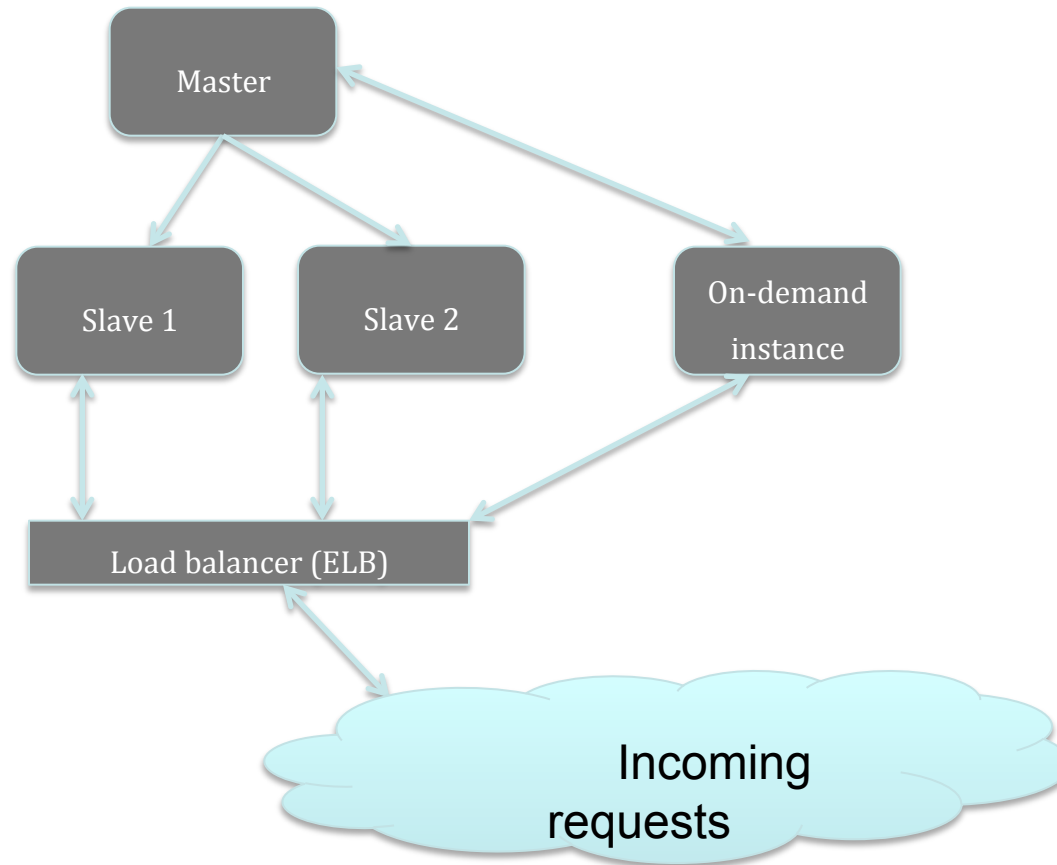 Master
Slave 1
Slave 2
On-demand
instance
Load balancer (ELB)
Incoming
requests